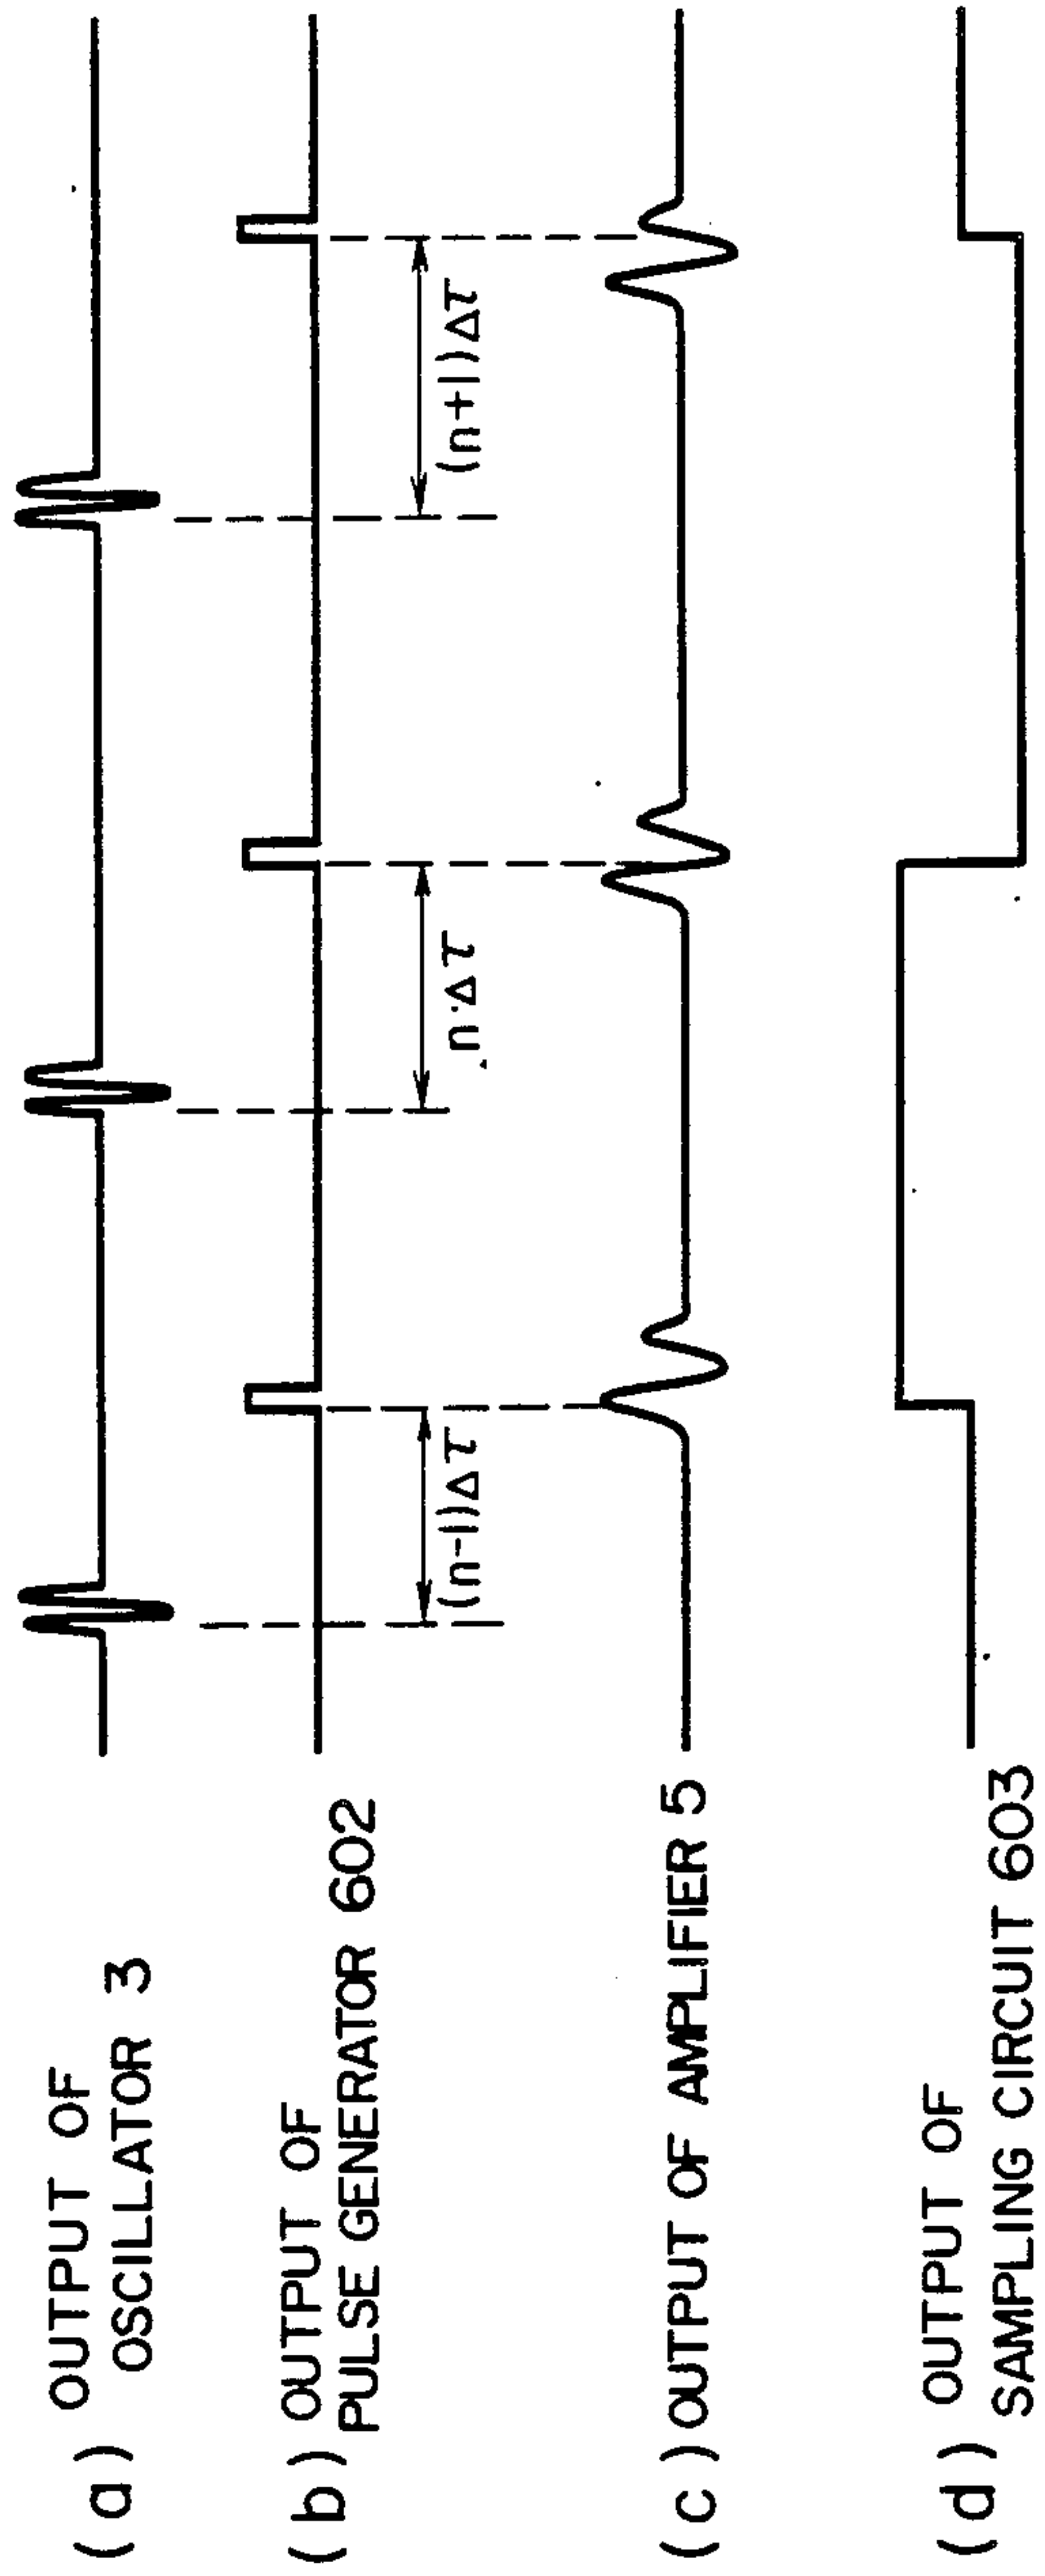 (a) OUTPUT OF
OSCILLATOR 3
(b) OUTPUT OF
PULSE GENERATOR 602
(n-1)Δτ
n·Δτ
(n+1)Δτ
(c) OUTPUT OF AMPLIFIER 5
(d) OUTPUT OF
SAMPLING CIRCUIT 603